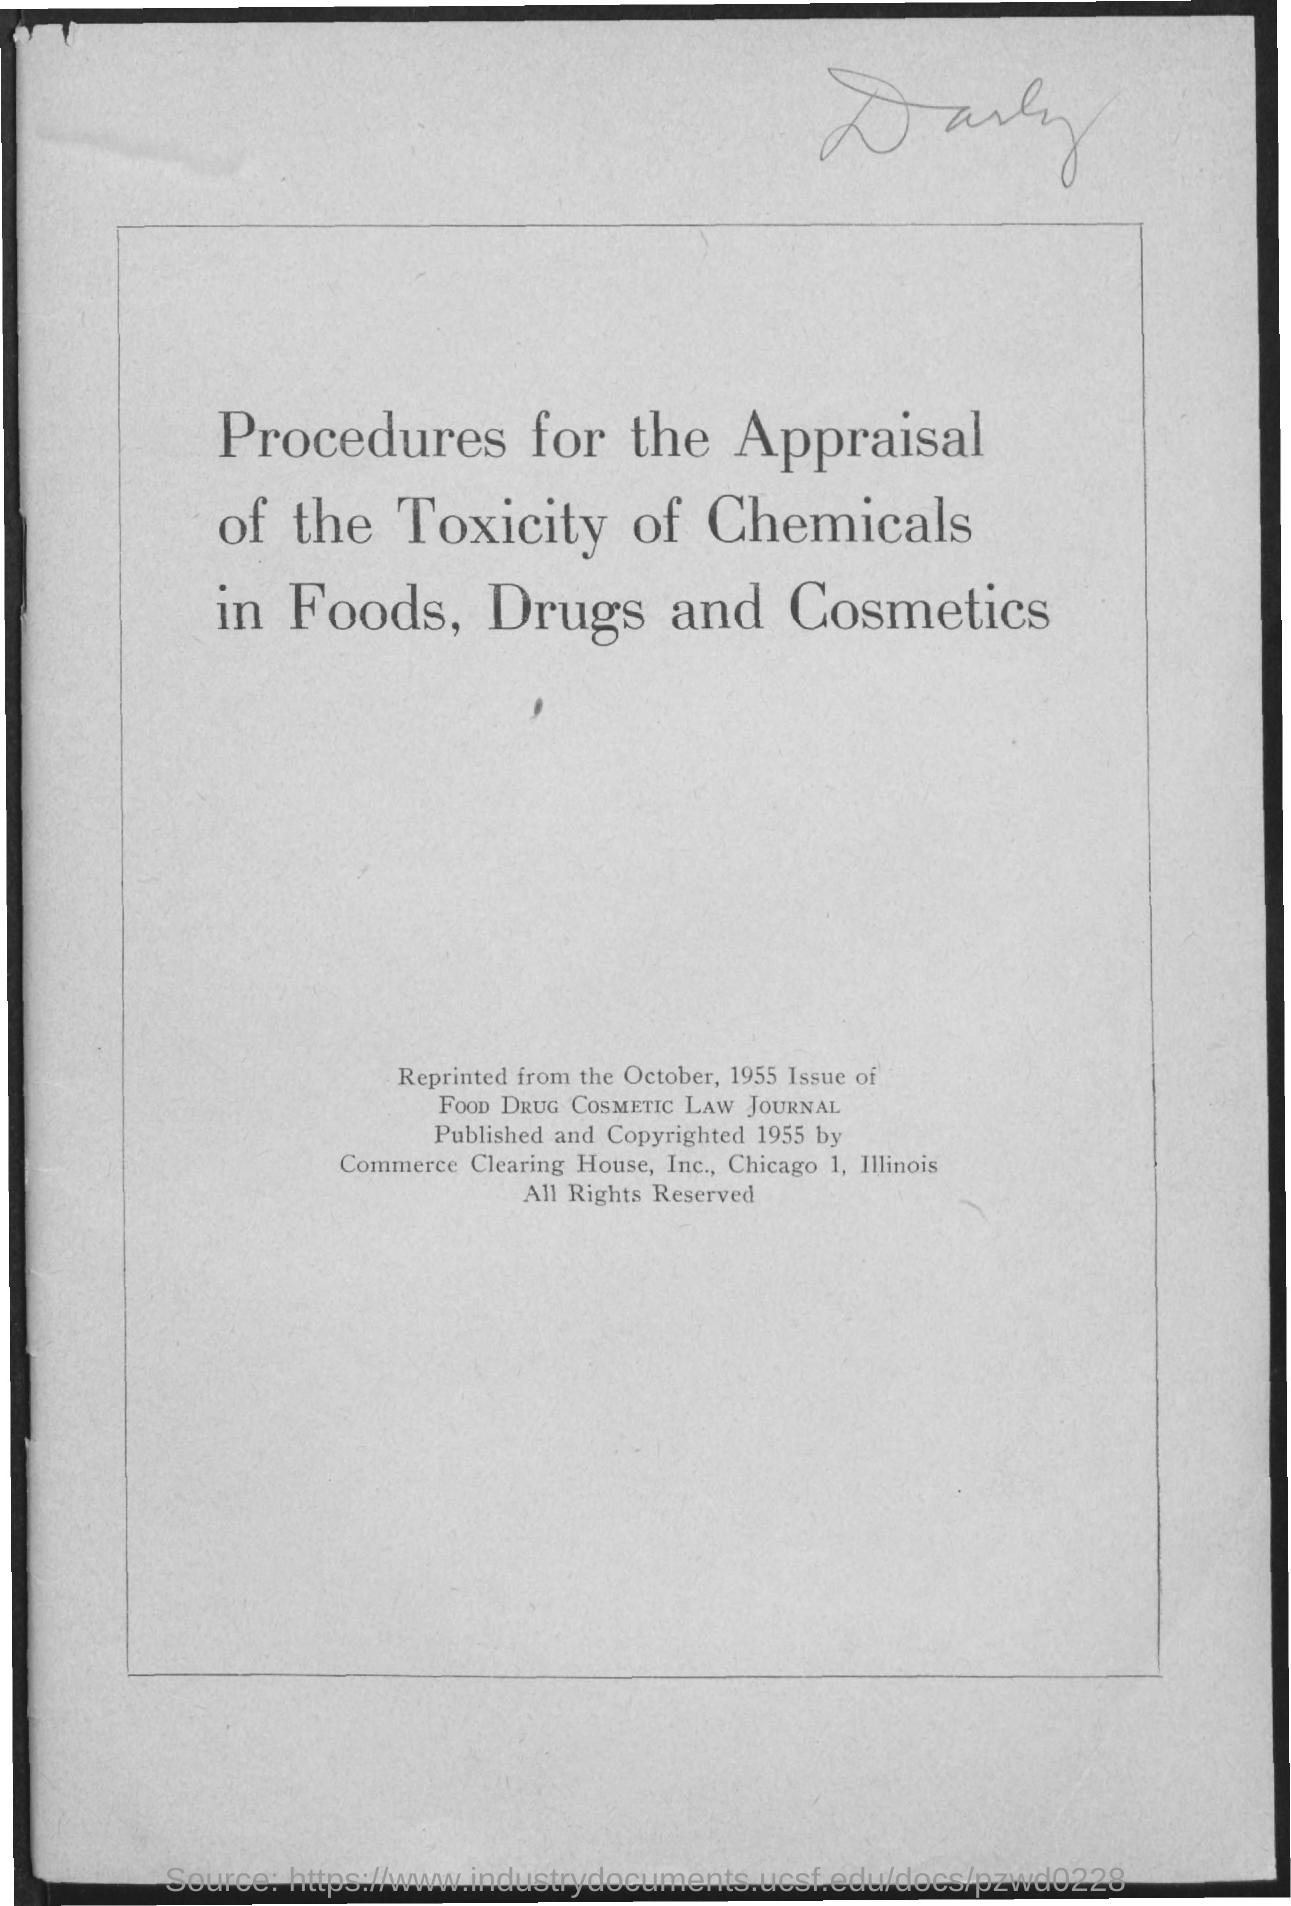 Darby
Procedures for the Appraisal
of the Toxicity of Chemicals
in Foods, Drugs and Cosmetics
Reprinted from the October, 1955 Issue of
FOOD DRUG COSMETIC LAW JOURNAL
Published and Copyrighted 1955 by
Commerce Clearing House, Inc., Chicago 1, Illinois
All Rights Reserved
Source: https://www.industrydocuments.ucsf.edu/docs/pzwd0228